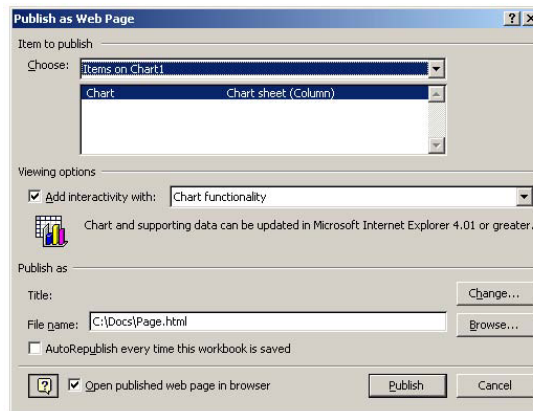 Publish as Web Page
Item to publish
Choose: Items on Chart1
Chart Chart sheet (Column)
Viewing options
Add interactivity with: Chart functionality
Chart and supporting data can be updated in Microsoft Internet Explorer 4.01 or greater.
Publish as
Title: Change...
File name: C:\Docs\Page.html Browse...
AutoRepublish every time this workbook is saved
Open published web page in browser Publish Cancel